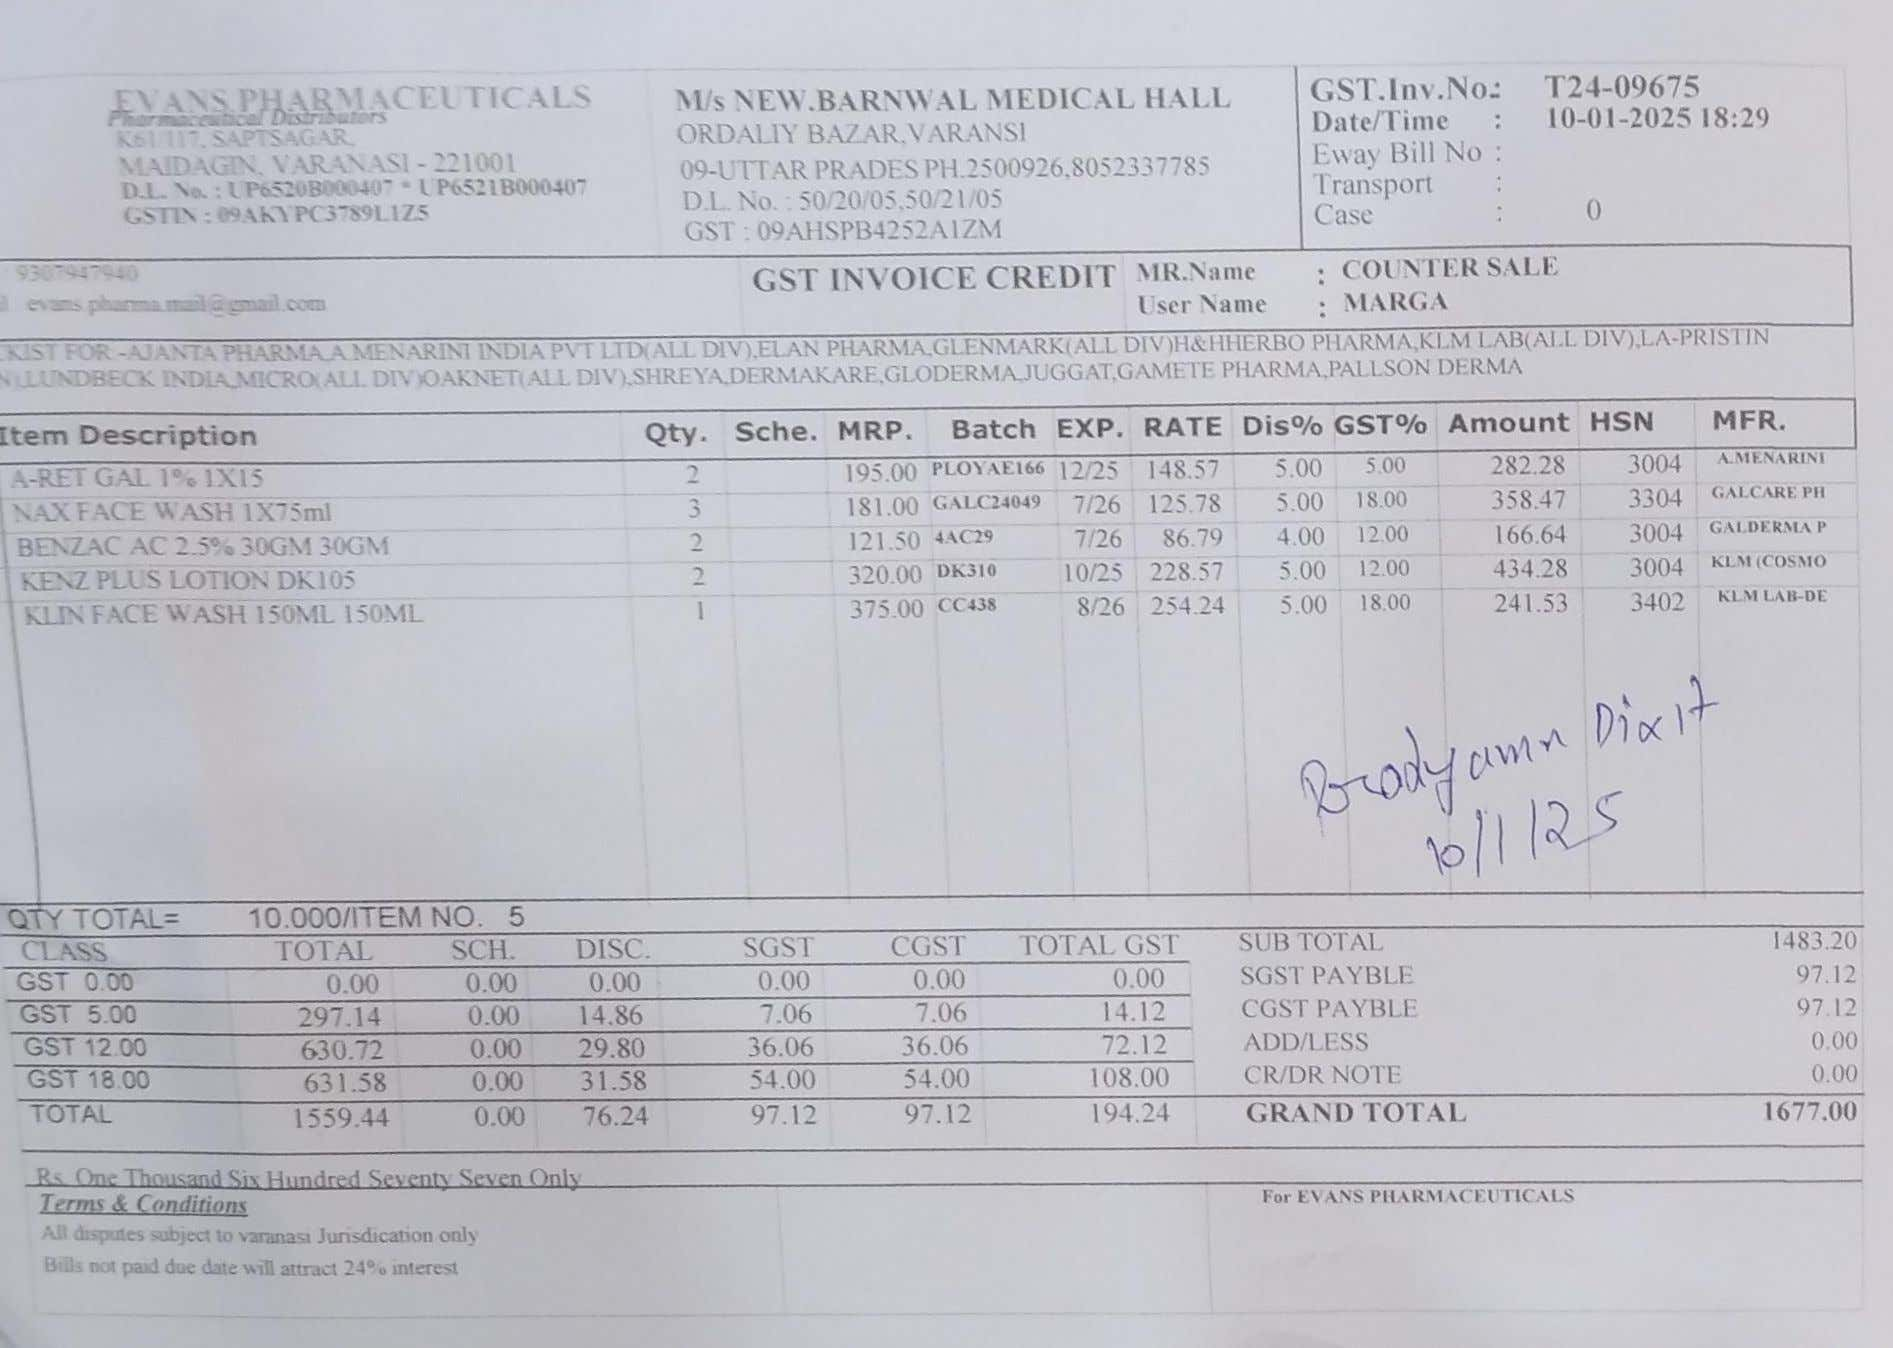 EVANS PHARMACEUTICALS
Pharmaceutical Distributors
K61/117, SAPTSAGAR,
MAIDAGIN, VARANASI - 221001
D.L. No. : UP6520B000407 * UP6521B000407
GSTIN : 09AKYPC3789L1Z5
M/s NEW.BARNWAL MEDICAL HALL
ORDALIY BAZAR,VARANSI
09-UTTAR PRADES PH.2500926,8052337785
D.L. No. : 50/20/05,50/21/05
GST : 09AHSPB4252A1ZM
GST.Inv.No.: T24-09675
Date/Time : 10-01-2025 18:29
Eway Bill No :
Transport :
Case : 0
9307947940
evans.pharma.mail@gmail.com
GST INVOICE CREDIT
MR.Name : COUNTER SALE
User Name : MARGA
KIST FOR:-AJANTA PHARMA,A.MENARINI INDIA PVT LTD(ALL DIV),ELAN PHARMA,GLENMARK(ALL DIV)H&HHERBO PHARMA,KLM LAB(ALL DIV),LA-PRISTIN
),LUNDBECK INDIA,MICRO(ALL DIV)OAKNET(ALL DIV),SHREYA,DERMAKARE,GLODERMA,JUGGAT,GAMETE PHARMA,PALLSON DERMA
Item Description Qty. Sche. MRP. Batch EXP. RATE Dis% GST% Amount HSN MFR.
A-RET GAL 1% 1X15 2 195.00 PLOYAE166 12/25 148.57 5.00 5.00 282.28 3004 A.MENARINI
NAX FACE WASH 1X75ml 3 181.00 GALC24049 7/26 125.78 5.00 18.00 358.47 3304 GALCARE PH
BENZAC AC 2.5% 30GM 30GM 2 121.50 4AC29 7/26 86.79 4.00 12.00 166.64 3004 GALDERMA P
KENZ PLUS LOTION DK105 2 320.00 DK310 10/25 228.57 5.00 12.00 434.28 3004 KLM (COSMO
KLIN FACE WASH 150ML 150ML 1 375.00 CC438 8/26 254.24 5.00 18.00 241.53 3402 KLM LAB-DE
Dixit
10/1/25
QTY TOTAL= 10.000/ITEM NO. 5
CLASS TOTAL SCH. DISC. SGST CGST TOTAL GST
GST 0.00 0.00 0.00 0.00 0.00 0.00 0.00
GST 5.00 297.14 0.00 14.86 7.06 7.06 14.12
GST 12.00 630.72 0.00 29.80 36.06 36.06 72.12
GST 18.00 631.58 0.00 31.58 54.00 54.00 108.00
TOTAL 1559.44 0.00 76.24 97.12 97.12 194.24
SUB TOTAL 1483.20
SGST PAYBLE 97.12
CGST PAYBLE 97.12
ADD/LESS 0.00
CR/DR NOTE 0.00
GRAND TOTAL 1677.00
Rs. One Thousand Six Hundred Seventy Seven Only
Terms & Conditions
All disputes subject to varanasi Jurisdication only
Bills not paid due date will attract 24% interest
For EVANS PHARMACEUTICALS